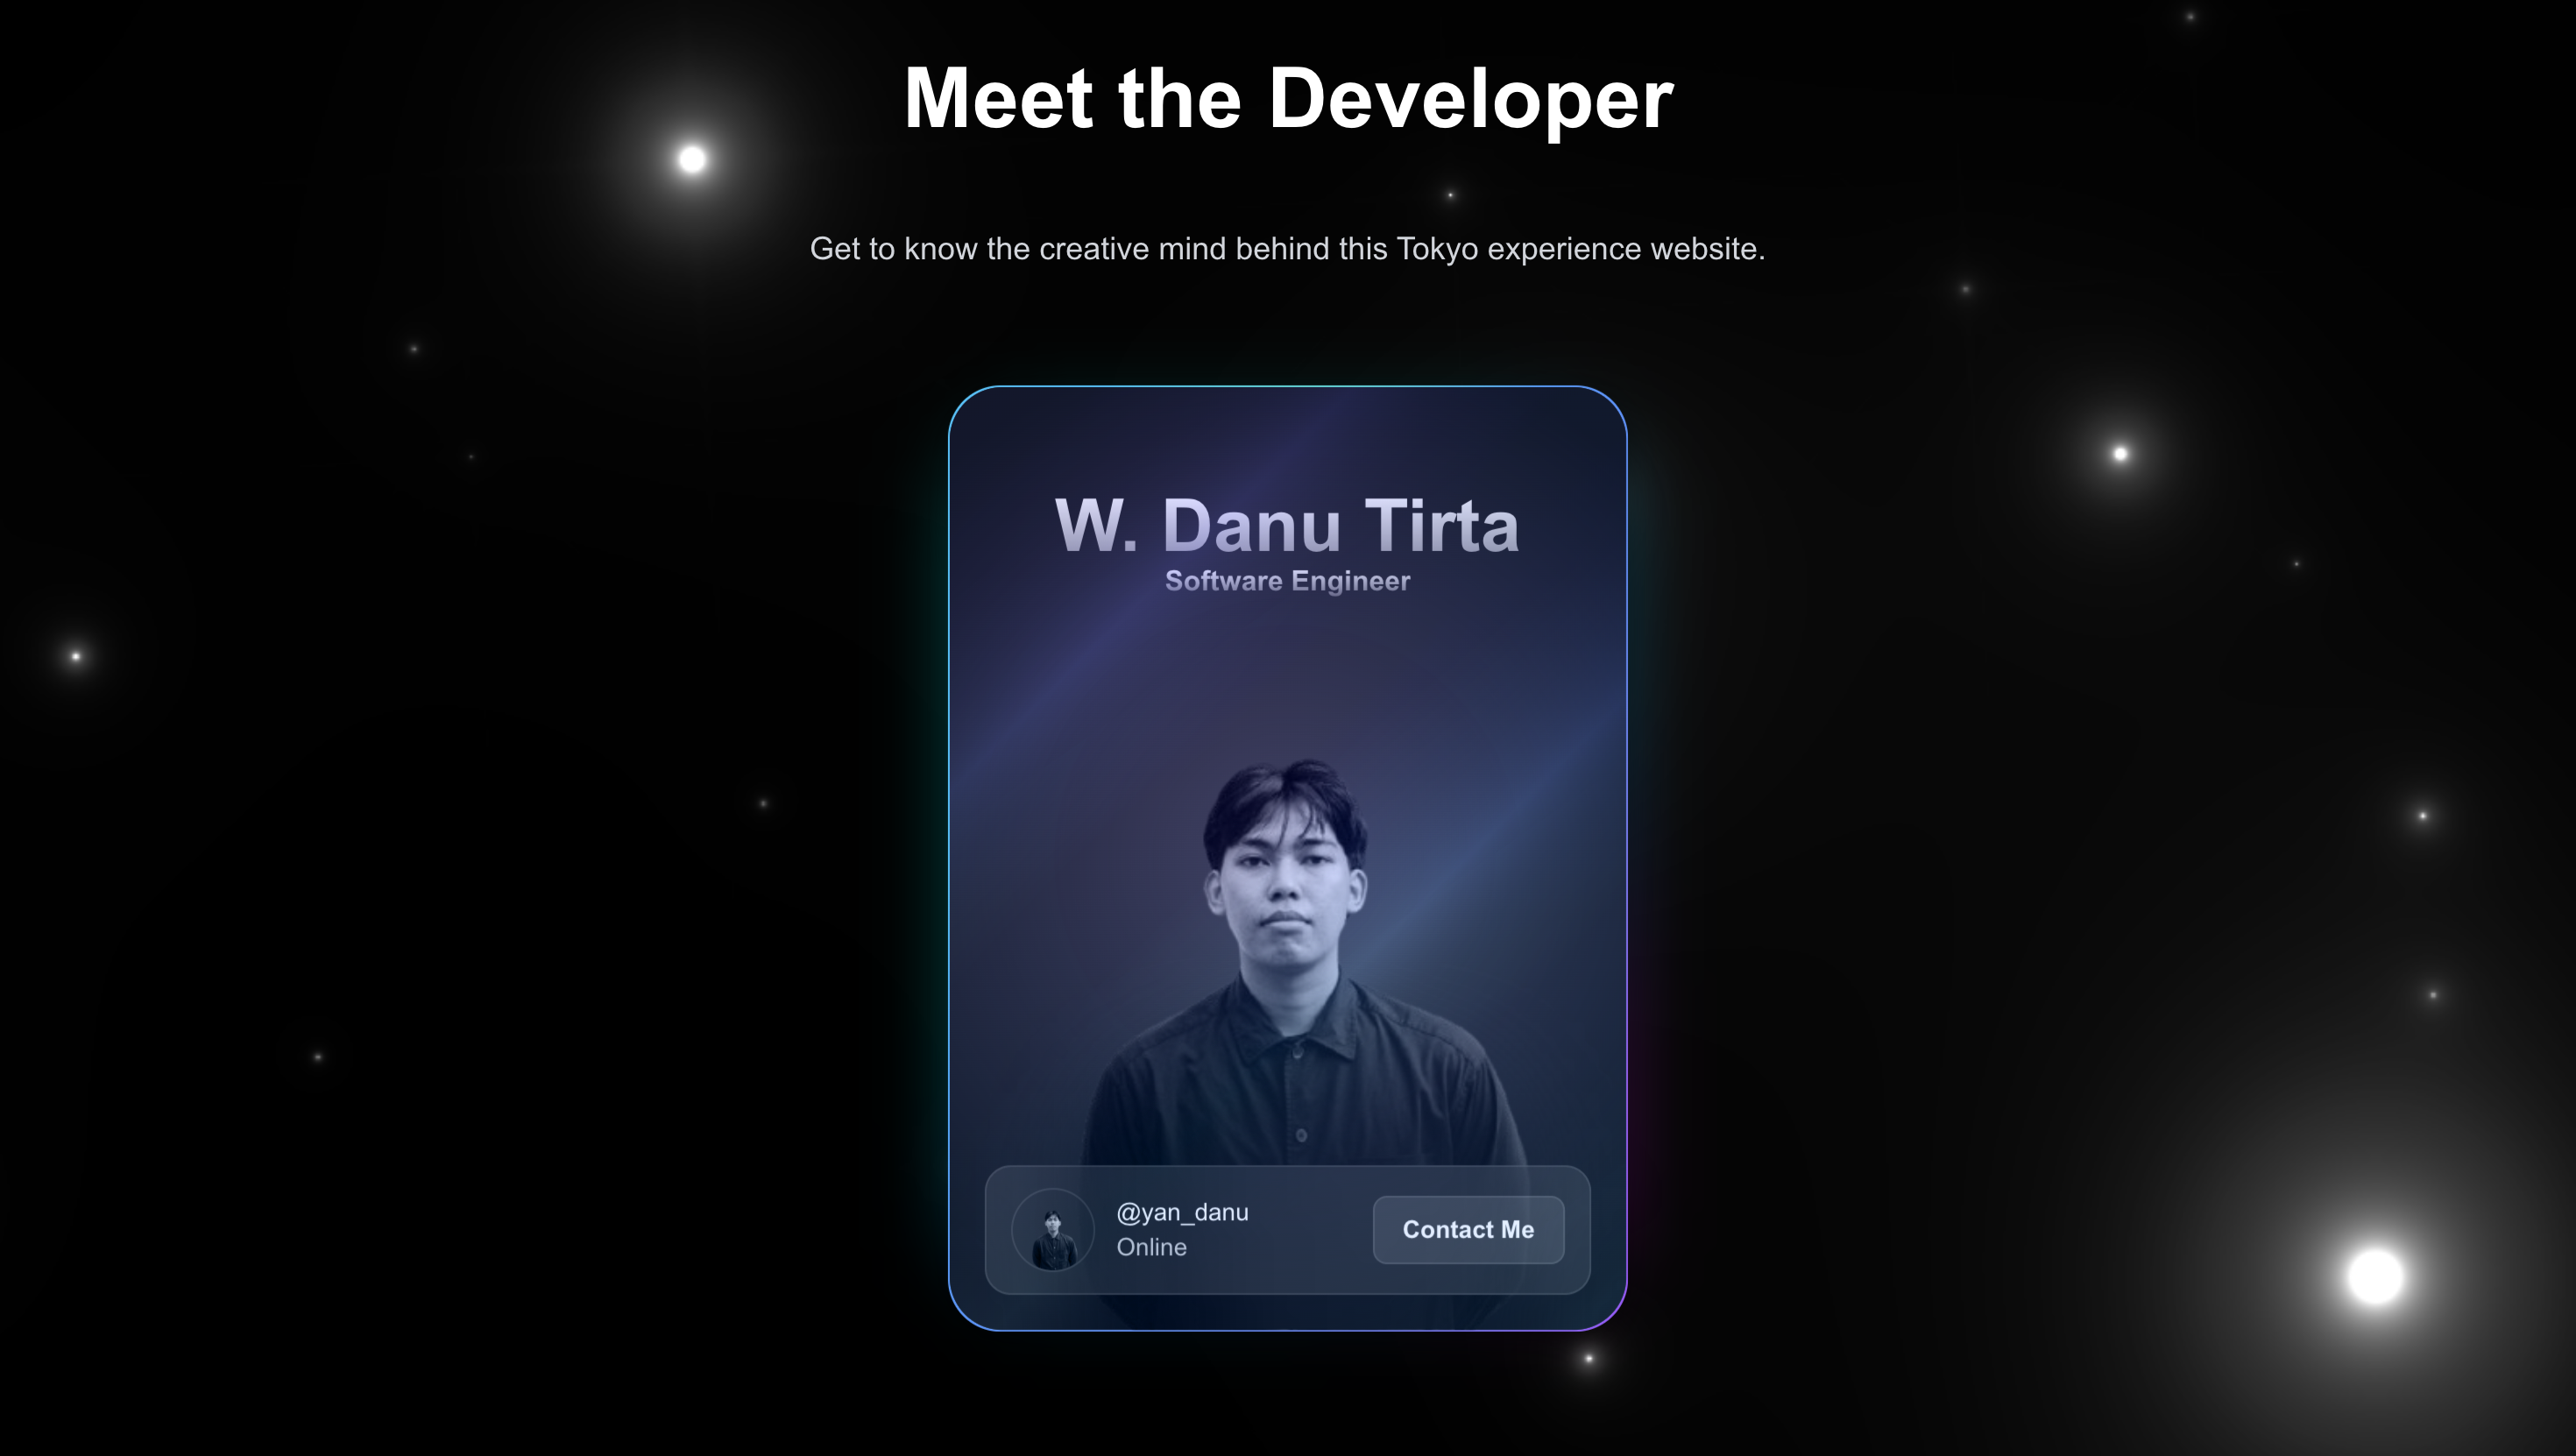 Meet the Developer
Get to know the creative mind behind this Tokyo experience website.
W. Danu Tirta
Software Engineer
@yan_danu
Online
Contact Me